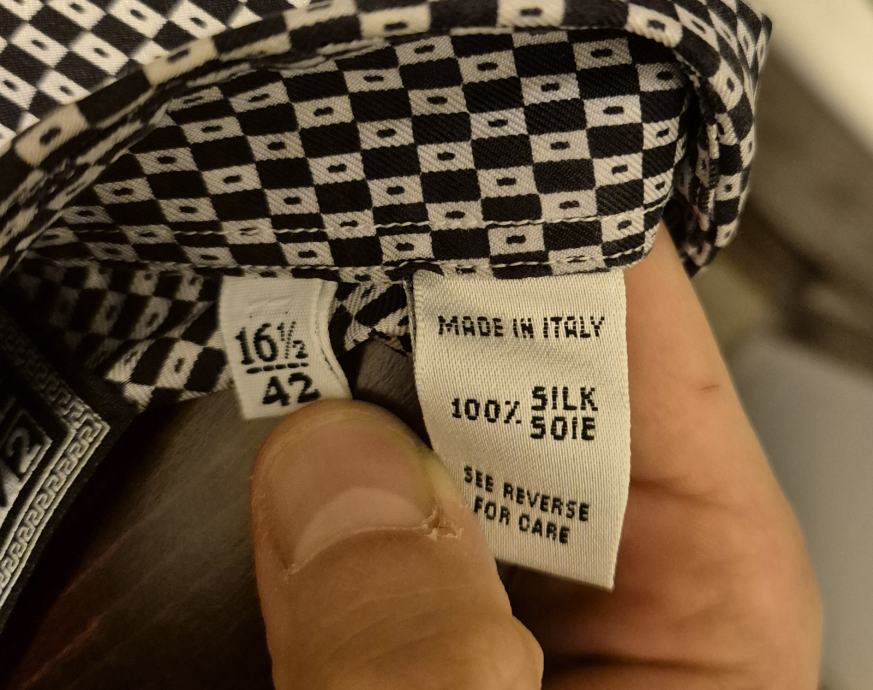 16½
42
MADE IN ITALY
100% SILK
SOIE
SEE REVERSE
FOR CARE